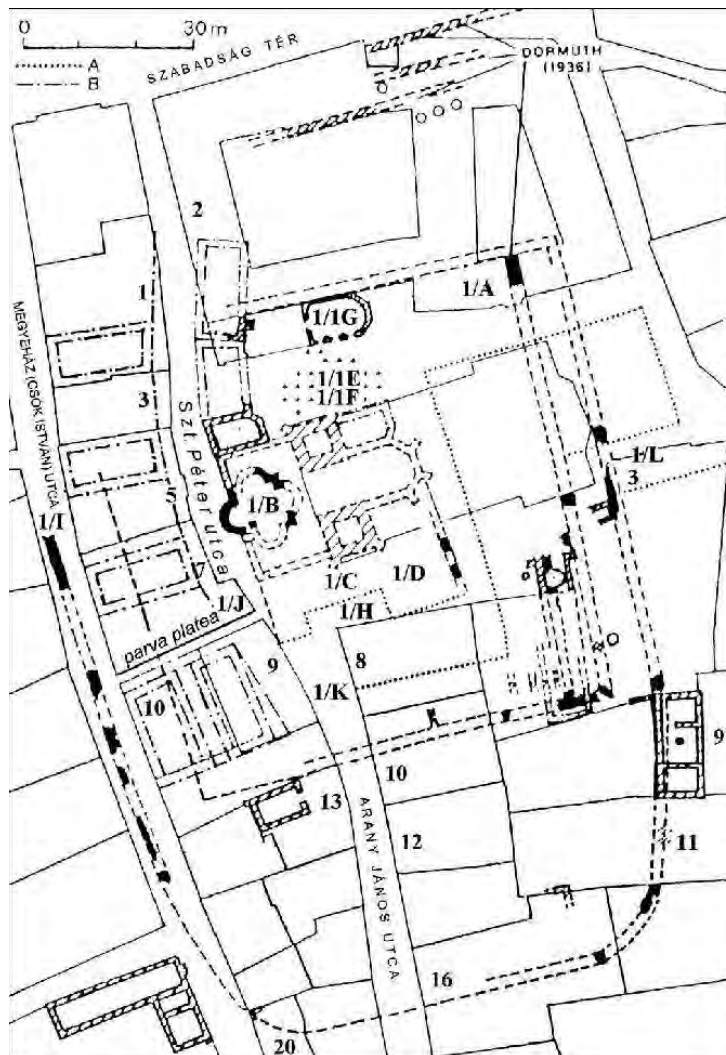 0 30 m
A
B
SZABADSÁG TÉR
DORMUTH
(1936)
2
1
1/A
1/1G
1/1E
1/1F
3
MEGYEHÁZ (CSÓK ISTVÁN) UTCA
Szt. Péter utca
1/L
3
5
1/B
1/I
7
1/C
1/D
1/J
1/H
parva platea
9
8
1/K
10
9
10
13
ARANY JÁNOS UTCA
12
11
16
20